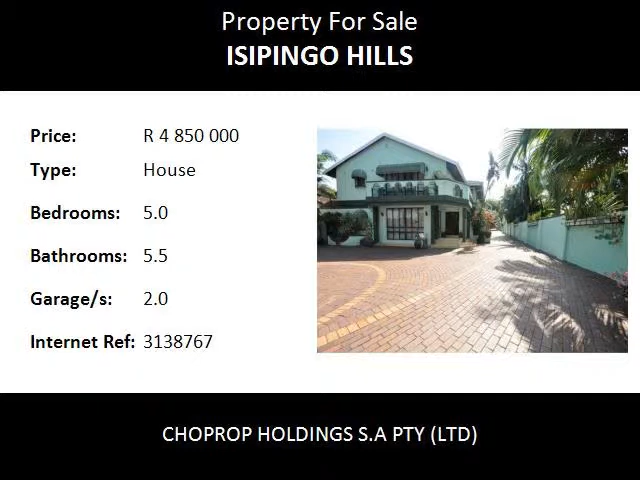 Property For Sale
ISIPINGO HILLS
Price: R 4 850 000
Type: House
Bedrooms: 5.0
Bathrooms: 5.5
Garage/s: 2.0
Internet Ref: 3138767
CHOPROP HOLDINGS S.A PTY (LTD)